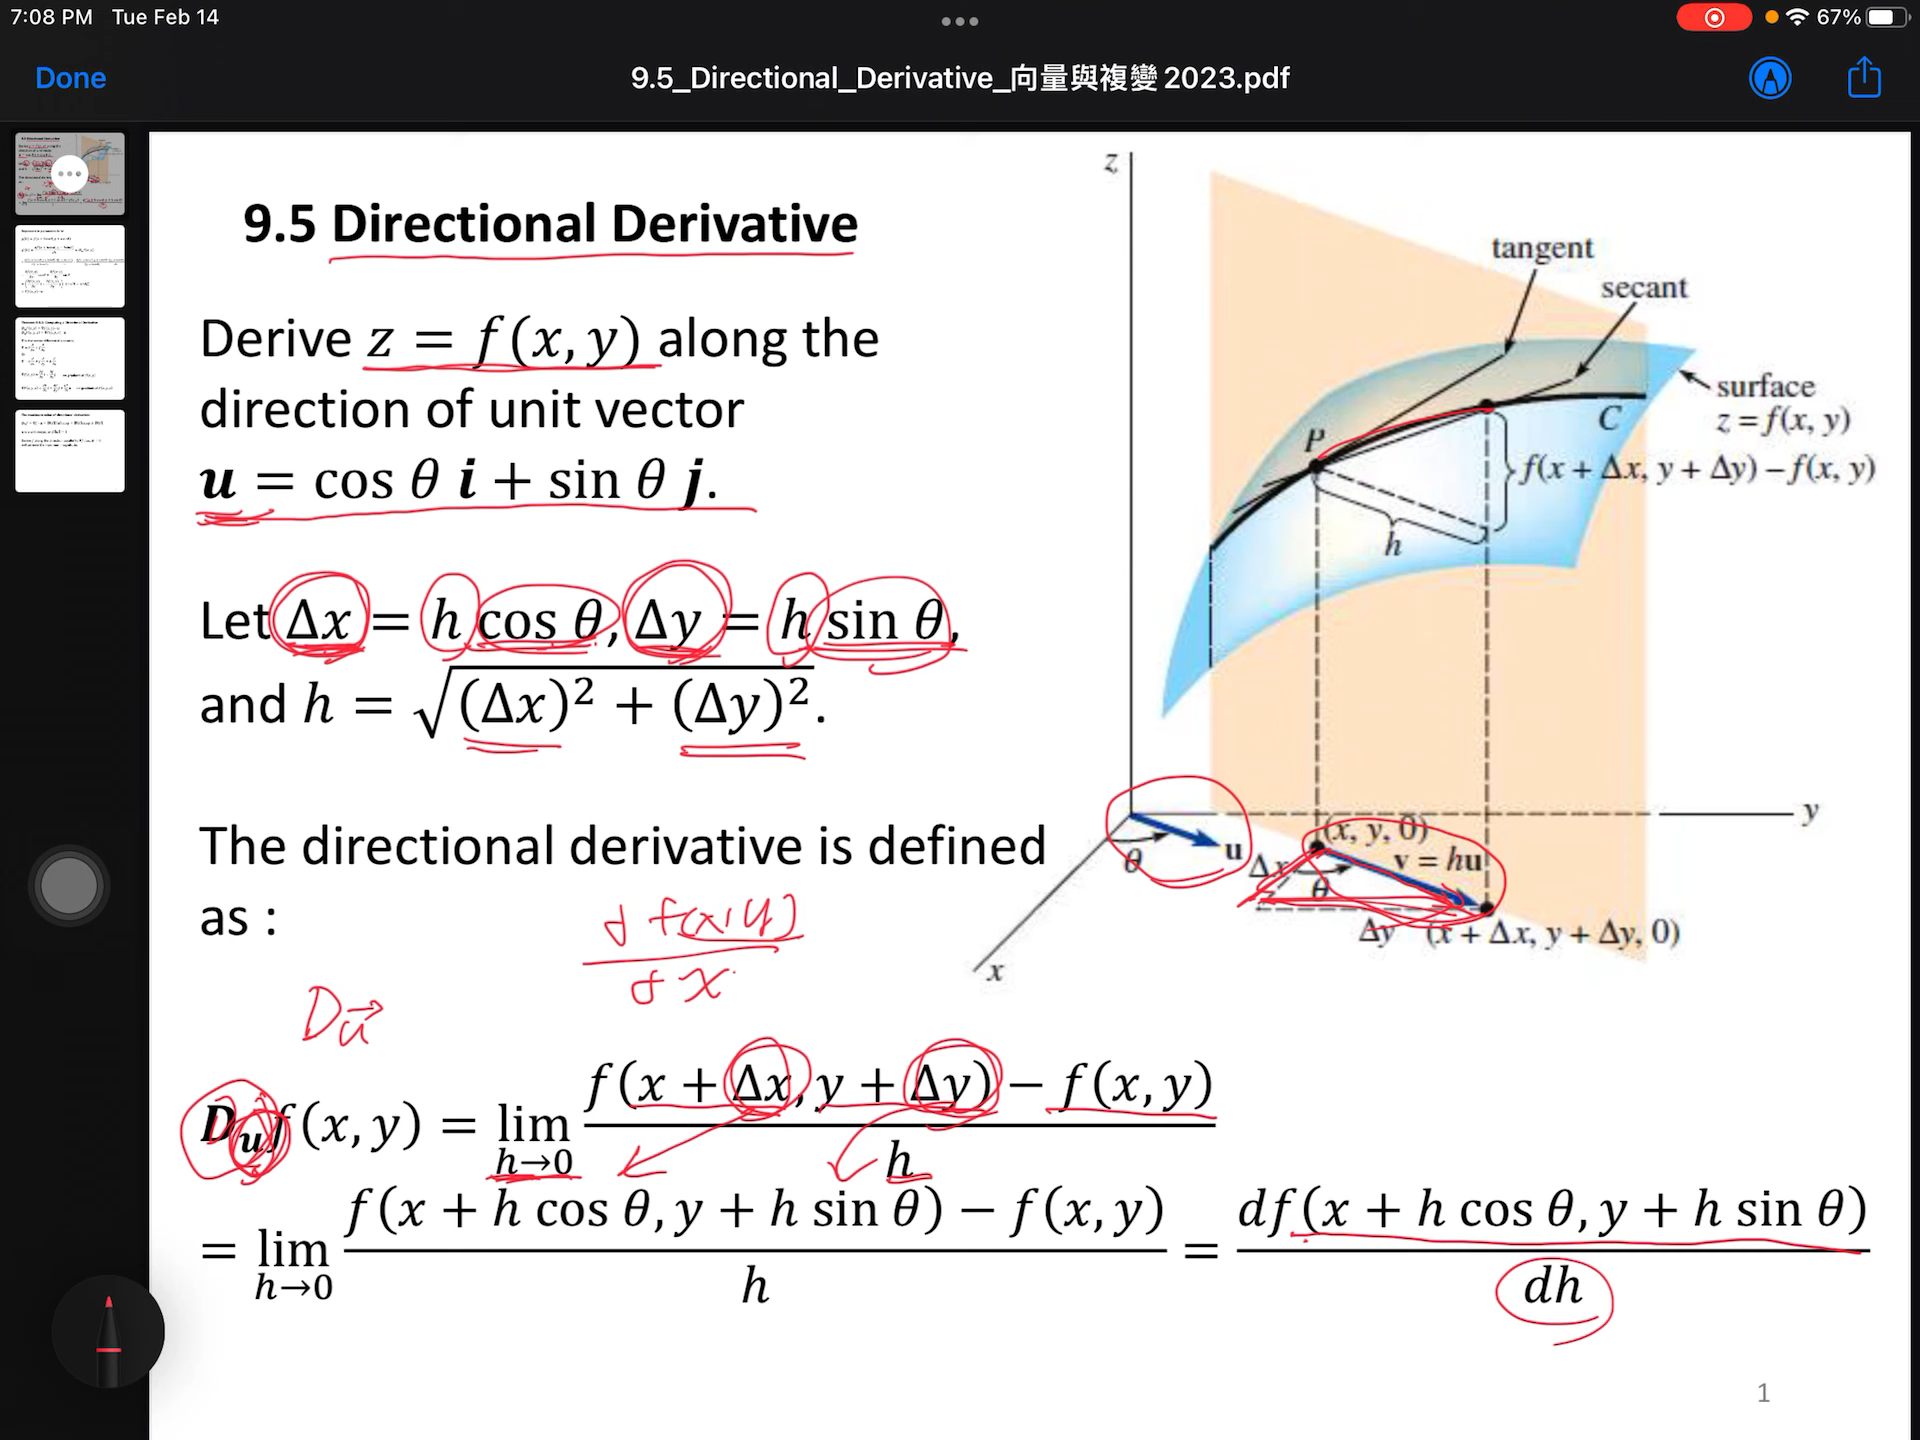 7:08 PM Tue Feb 14
67%
Done
9.5_Directional_Derivative_向量與複變 2023.pdf
9.5 Directional Derivative
Derive z = f(x, y) along the
direction of unit vector
u = cos θ i + sin θ j.
Let Δx = h cos θ, Δy = h sin θ,
and h = √(Δx)² + (Δy)².
The directional derivative is defined
as :
d f(x,y)
d x
Du
D_u f(x, y) = lim h→0 f(x + Δx, y + Δy) − f(x, y) / h
= lim h→0 f(x + h cos θ, y + h sin θ) − f(x, y) / h = df(x + h cos θ, y + h sin θ) / dh
z
tangent
secant
surface
z = f(x, y)
C
P
f(x + Δx, y + Δy) − f(x, y)
h
y
(x, y, 0)
u
θ
Δx
v = hu
θ
Δy
(x + Δx, y + Δy, 0)
x
1